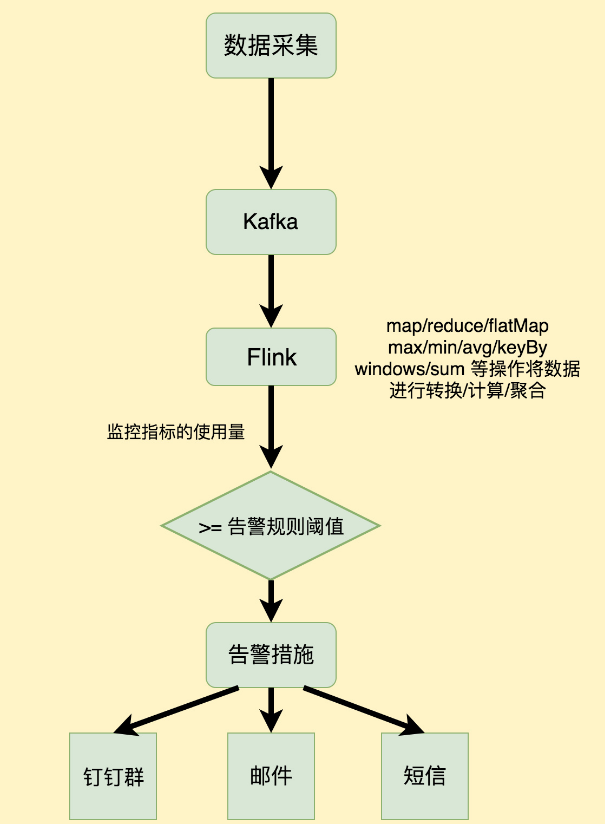 数据采集
Kafka
Flink
map/reduce/flatMap
max/min/avg/keyBy
windows/sum 等操作将数据
进行转换/计算/聚合
监控指标的使用量
>= 告警规则阈值
告警措施
钉钉群
邮件
短信